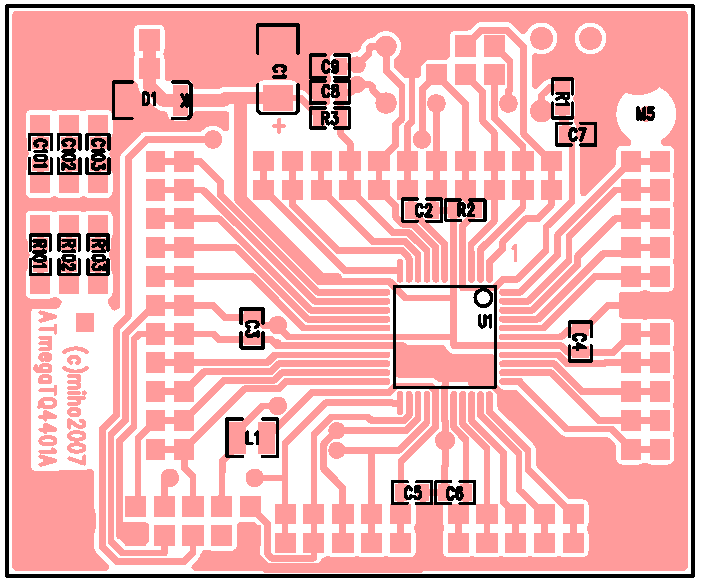 C1
C9
C8
R3
D1
K
+
R1
C7
M5
C101
C102
C103
C2
R2
R101
R102
R103
1
U1
C3
C4
ATmegaTQ4401A
(c)miho2007
L1
C5
C6